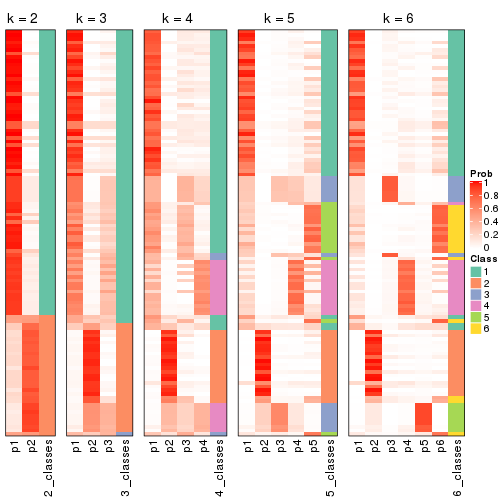 k = 2
k = 3
k = 4
k = 5
k = 6
p1
p2
2_classes
p1
p2
p3
3_classes
p1
p2
p3
p4
4_classes
p1
p2
p3
p4
p5
5_classes
p1
p2
p3
p4
p5
p6
6_classes
Prob
1
0.8
0.6
0.4
0.2
0
Class
1
2
3
4
5
6